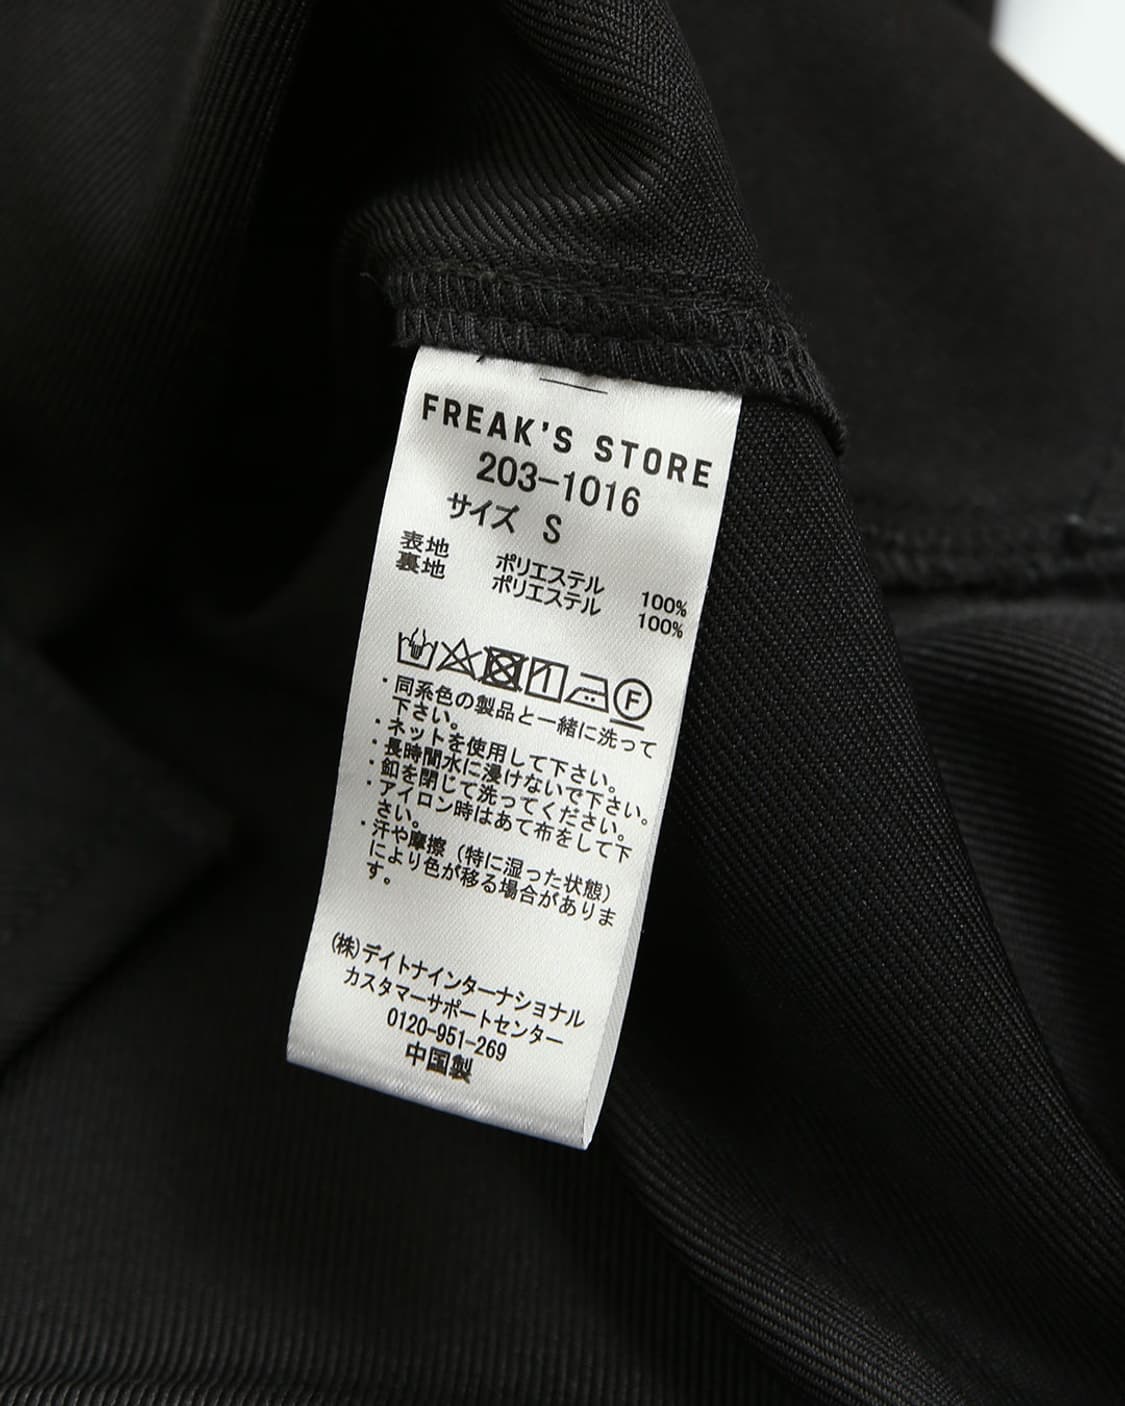 FREAK'S STORE
203-1016
サイズ S
表地 ポリエステル 100%
裏地 ポリエステル 100%
F
・同系色の製品と一緒に洗って
下さい。
・ネットを使用して下さい。
・長時間水に浸けないで下さい。
・釦を閉じて洗ってください。
・アイロン時はあて布をして下
さい。
・汗や摩擦（特に湿った状態）
により色が移る場合がありま
す。
(株)デイトナインターナショナル
カスタマーサポートセンター
0120-951-269
中国製